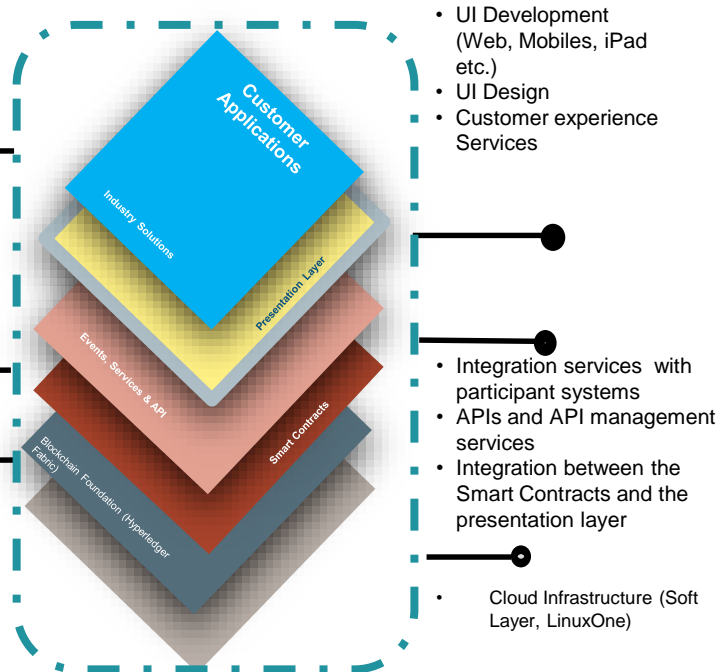 • UI Development
(Web, Mobiles, iPad
etc.)
• UI Design
• Customer experience
Services
Customer
Applications
Industry Solutions
Presentation Layer
Events, Services & API
Smart Contracts
Blockchain Foundation (Hyperledger
Fabric)
• Integration services with
participant systems
• APIs and API management
services
• Integration between the
Smart Contracts and the
presentation layer
• Cloud Infrastructure (Soft
Layer, LinuxOne)